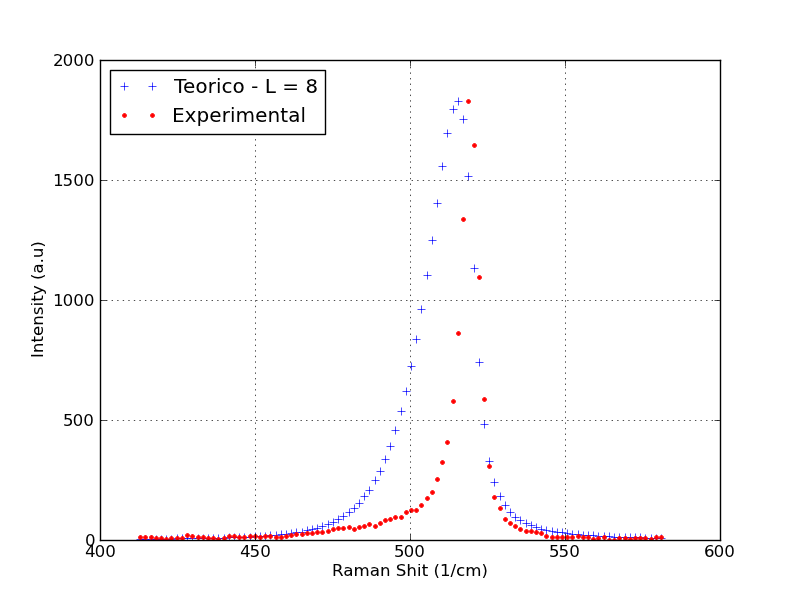 2000
1500
1000
500
0
400
450
500
550
600
Intensity (a.u)
Raman Shit (1/cm)
Teorico - L = 8
Experimental